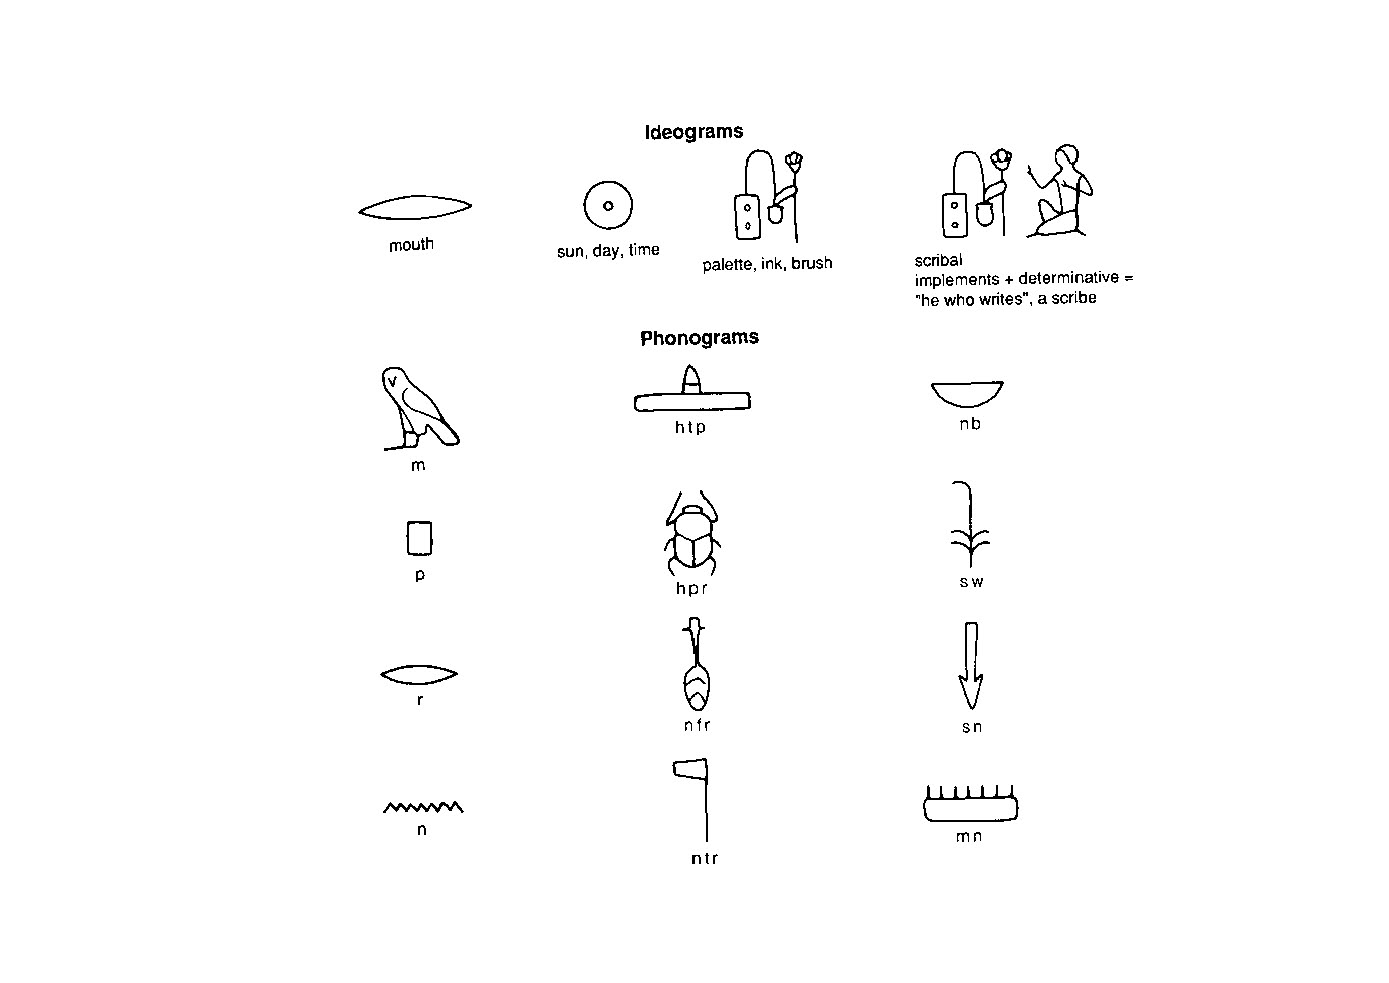 Ideograms
mouth
sun, day, time
palette, ink, brush
scribal
implements + determinative =
"he who writes", a scribe
Phonograms
m
htp
nb
p
hpr
sw
r
nfr
sn
n
ntr
mn